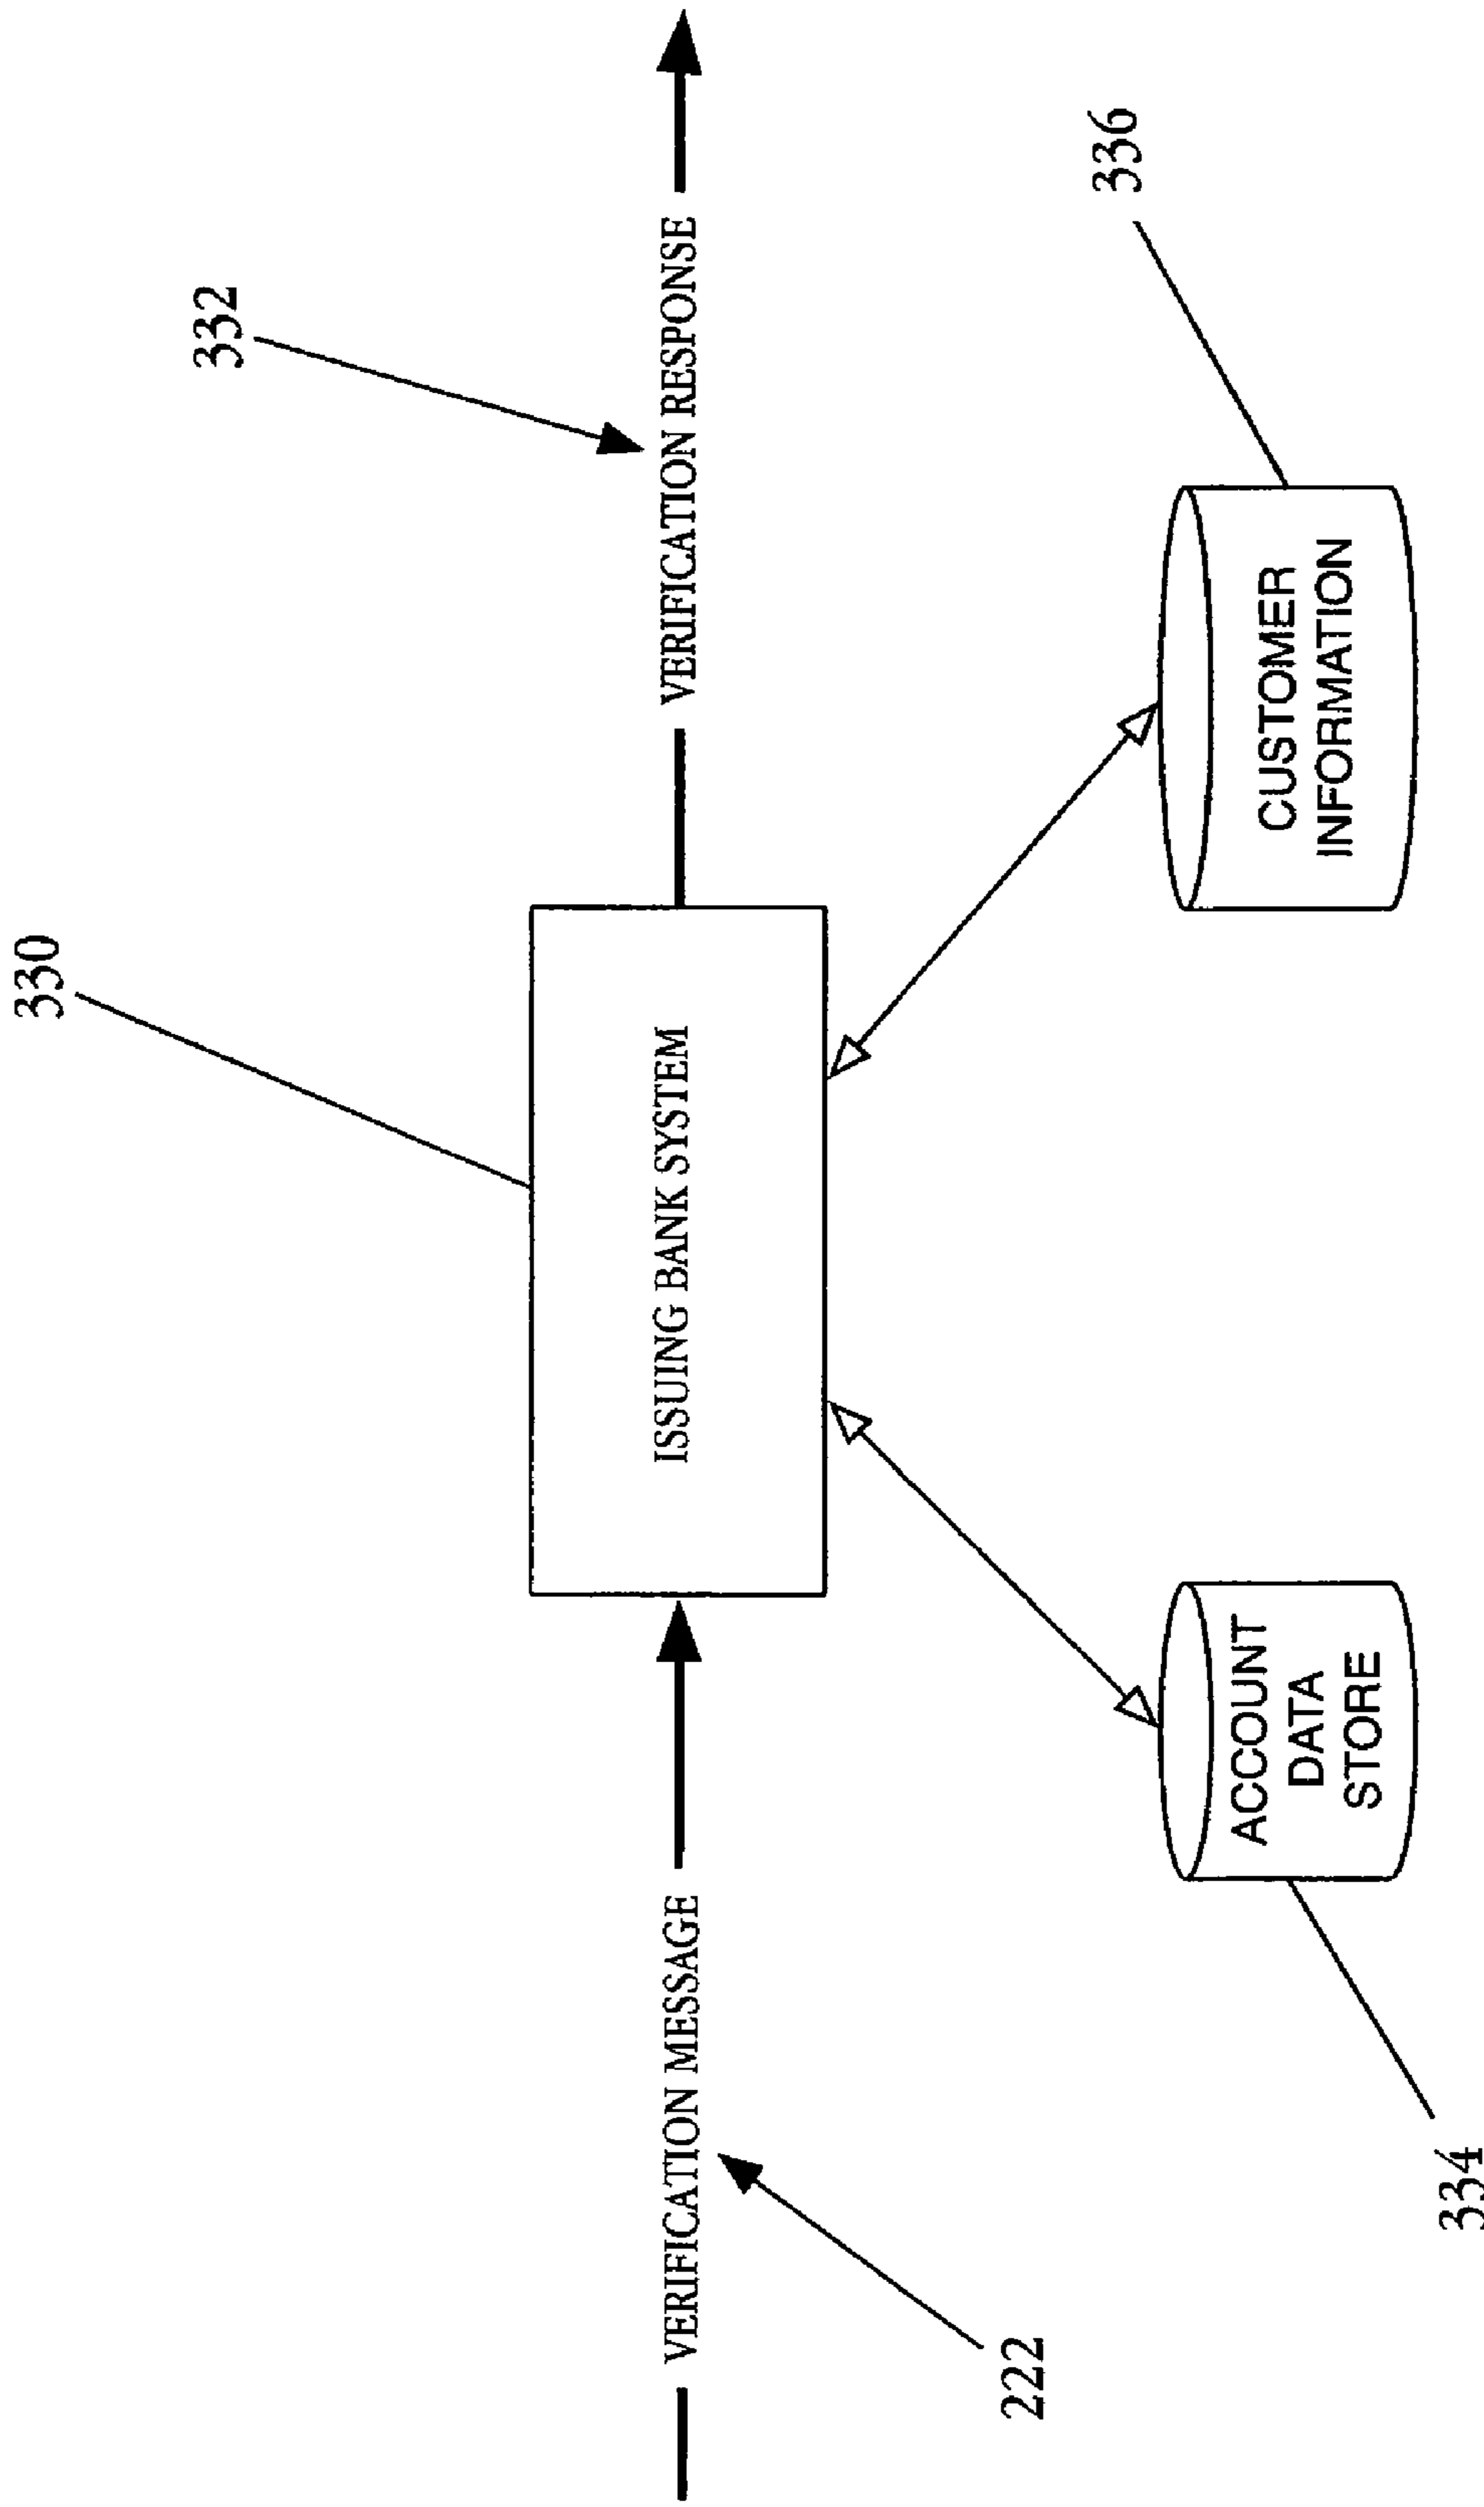 330
332
VERIFICATION MESSAGE
ISSUING BANK SYSTEM
VERIFICATION RESPONSE
222
336
ACCOUNT
DATA
STORE
CUSTOMER
INFORMATION
334